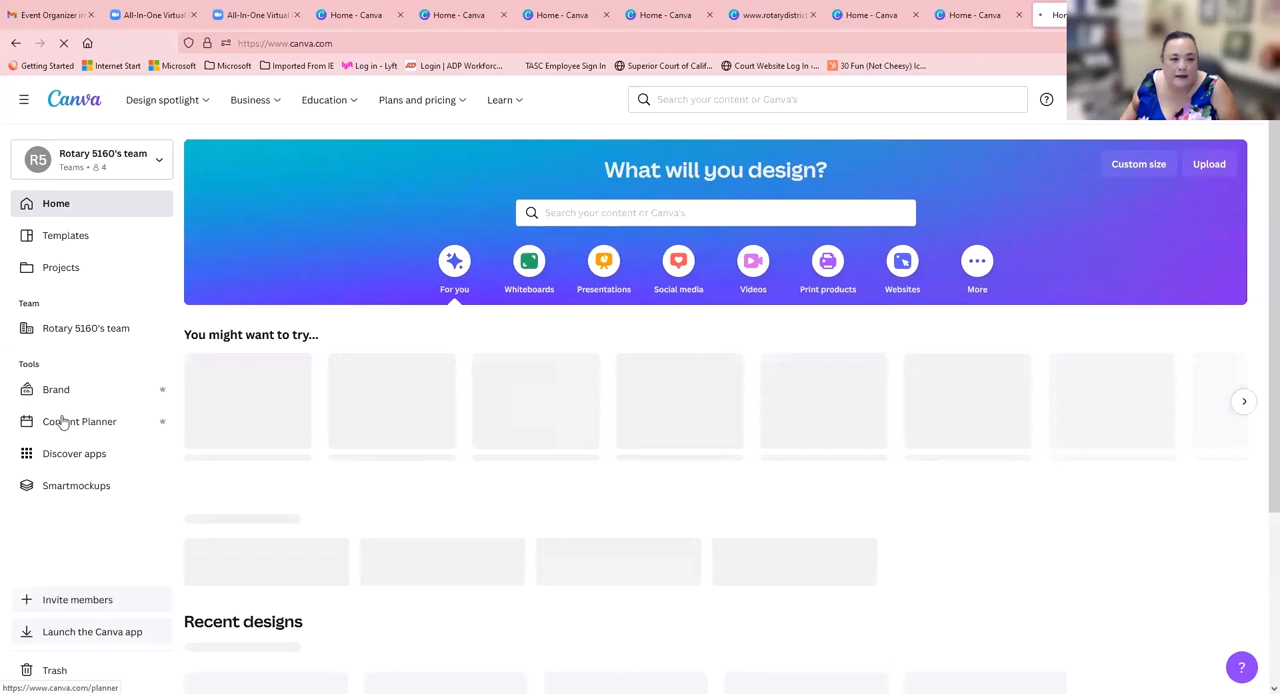 Event Organizer in
All-In-One Virtual
All-In-One Virtual
Home - Canva
Home - Canva
Home - Canva
Home - Canva
www.rotarydistric
Home - Canva
Home - Canva
https://www.canva.com
Getting Started
Internet Start
Microsoft
Microsoft
Imported From IE
Log in - Lyft
Login | ADP
TASC Employee Sign In
Superior Court of Calif...
Court Website Log In -...
30 Fun (Not Cheesy) Ic...
Canva
Design spotlight
Business
Education
Plans and pricing
Learn
Search your content or Canva's
R5
Rotary 5160's team
Teams • 4
What will you design?
Custom size
Upload
Home
Search your content or Canva's
Templates
Projects
For you
Whiteboards
Presentations
Social media
Videos
Print products
Websites
More
Team
Rotary 5160's team
You might want to try...
Tools
Brand
Content Planner
Discover apps
Smartmockups
Invite members
Recent designs
Launch the Canva app
Trash
?
https://www.canva.com/planner